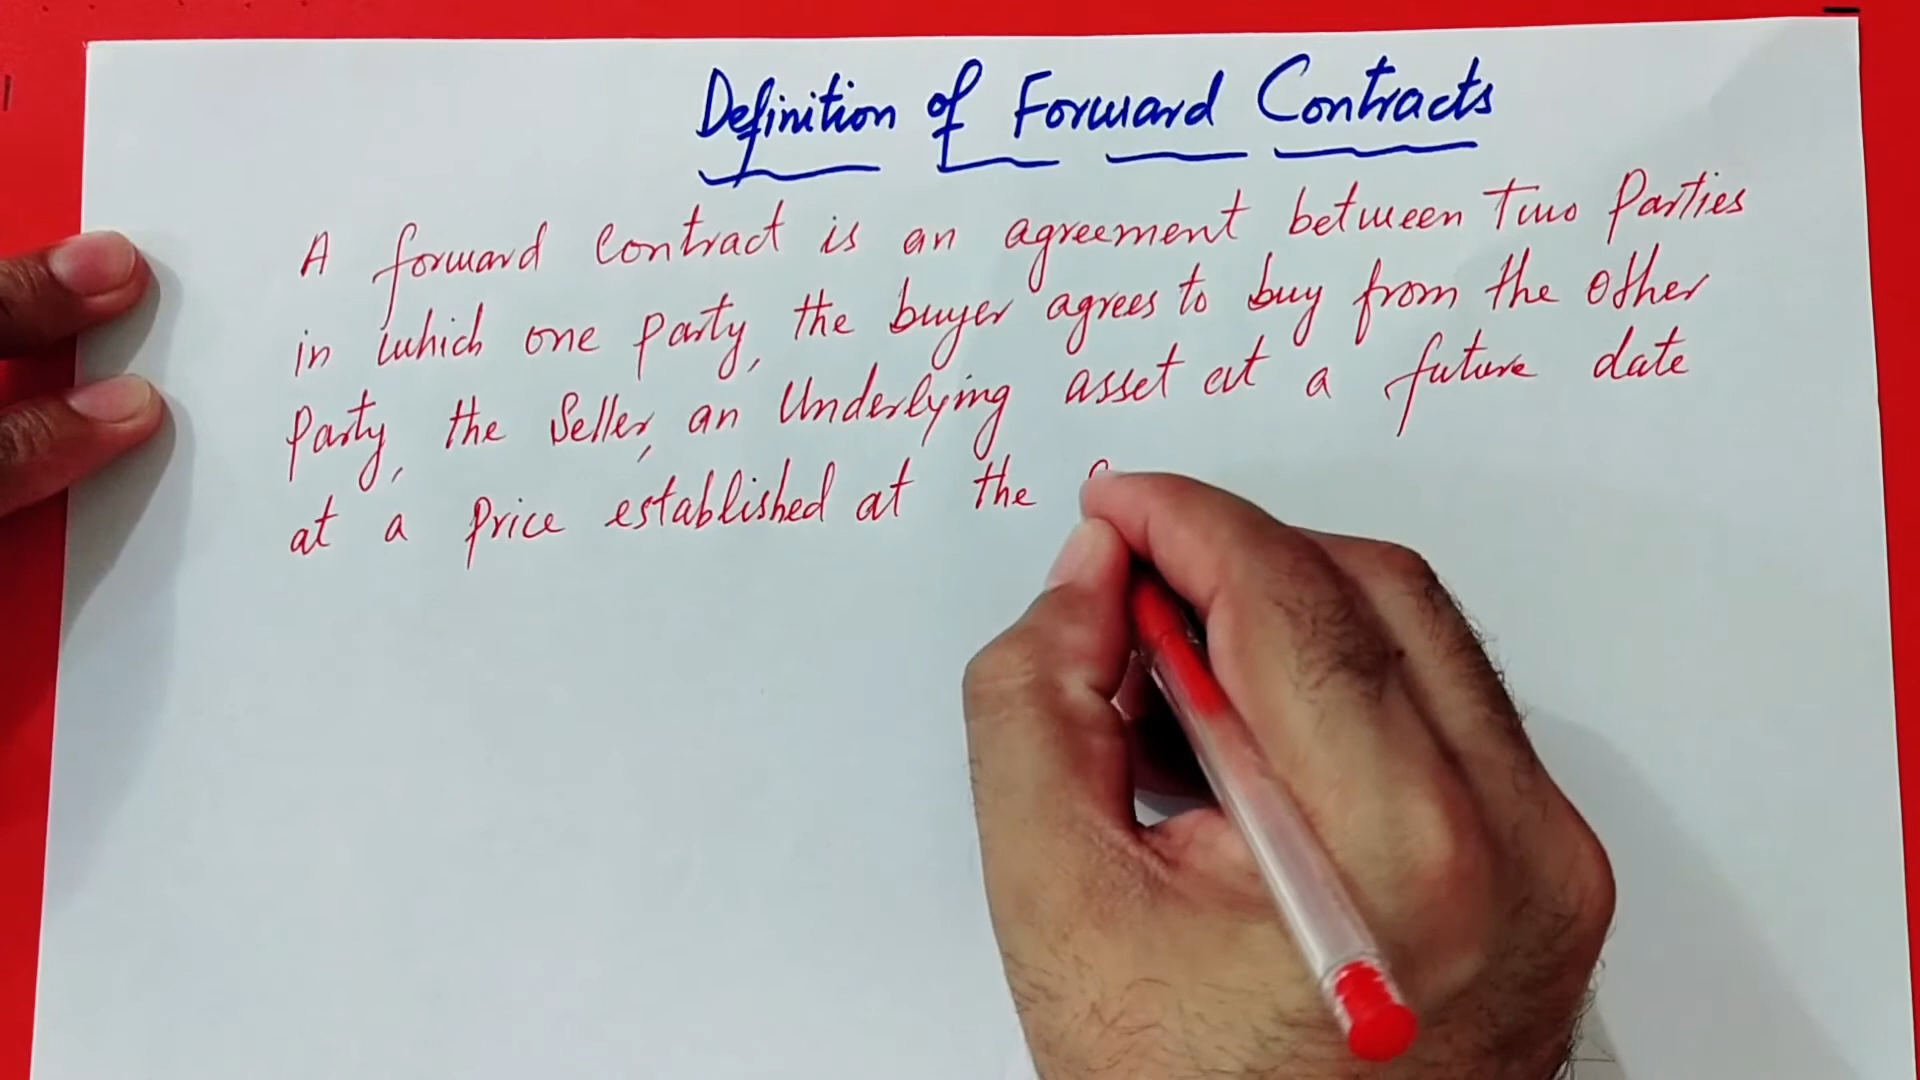 Definition of Forward Contracts
A forward Contract is an agreement between Two Parties
in which one party, the buyer agrees to buy from the other
Party, the Seller, an Underlying asset at a future date
at a Price established at the